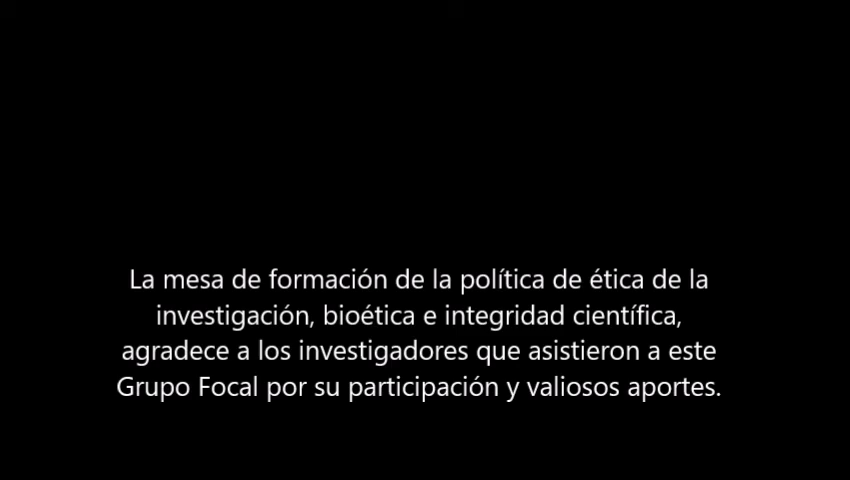 La mesa de formación de la política de ética de la
investigación, bioética e integridad científica,
agradece a los investigadores que asistieron a este
Grupo Focal por su participación y valiosos aportes.